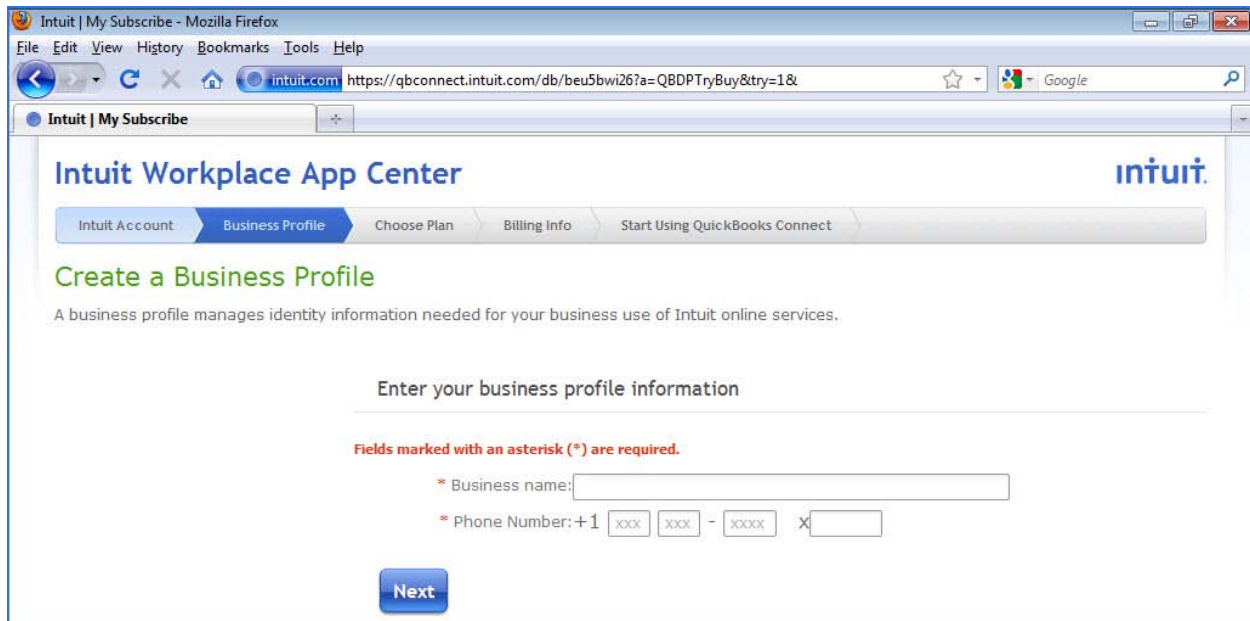 Intuit | My Subscribe - Mozilla Firefox
File Edit View History Bookmarks Tools Help
intuit.com https://qbconnect.intuit.com/db/beu5bwi26?a=QBDPTryBuy&try=1& Google
Intuit | My Subscribe
Intuit Workplace App Center intuit.
Intuit Account Business Profile Choose Plan Billing Info Start Using QuickBooks Connect
Create a Business Profile
A business profile manages identity information needed for your business use of Intuit online services.
Enter your business profile information
Fields marked with an asterisk (*) are required.
* Business name:
* Phone Number: +1 xxx xxx - xxxx x
Next